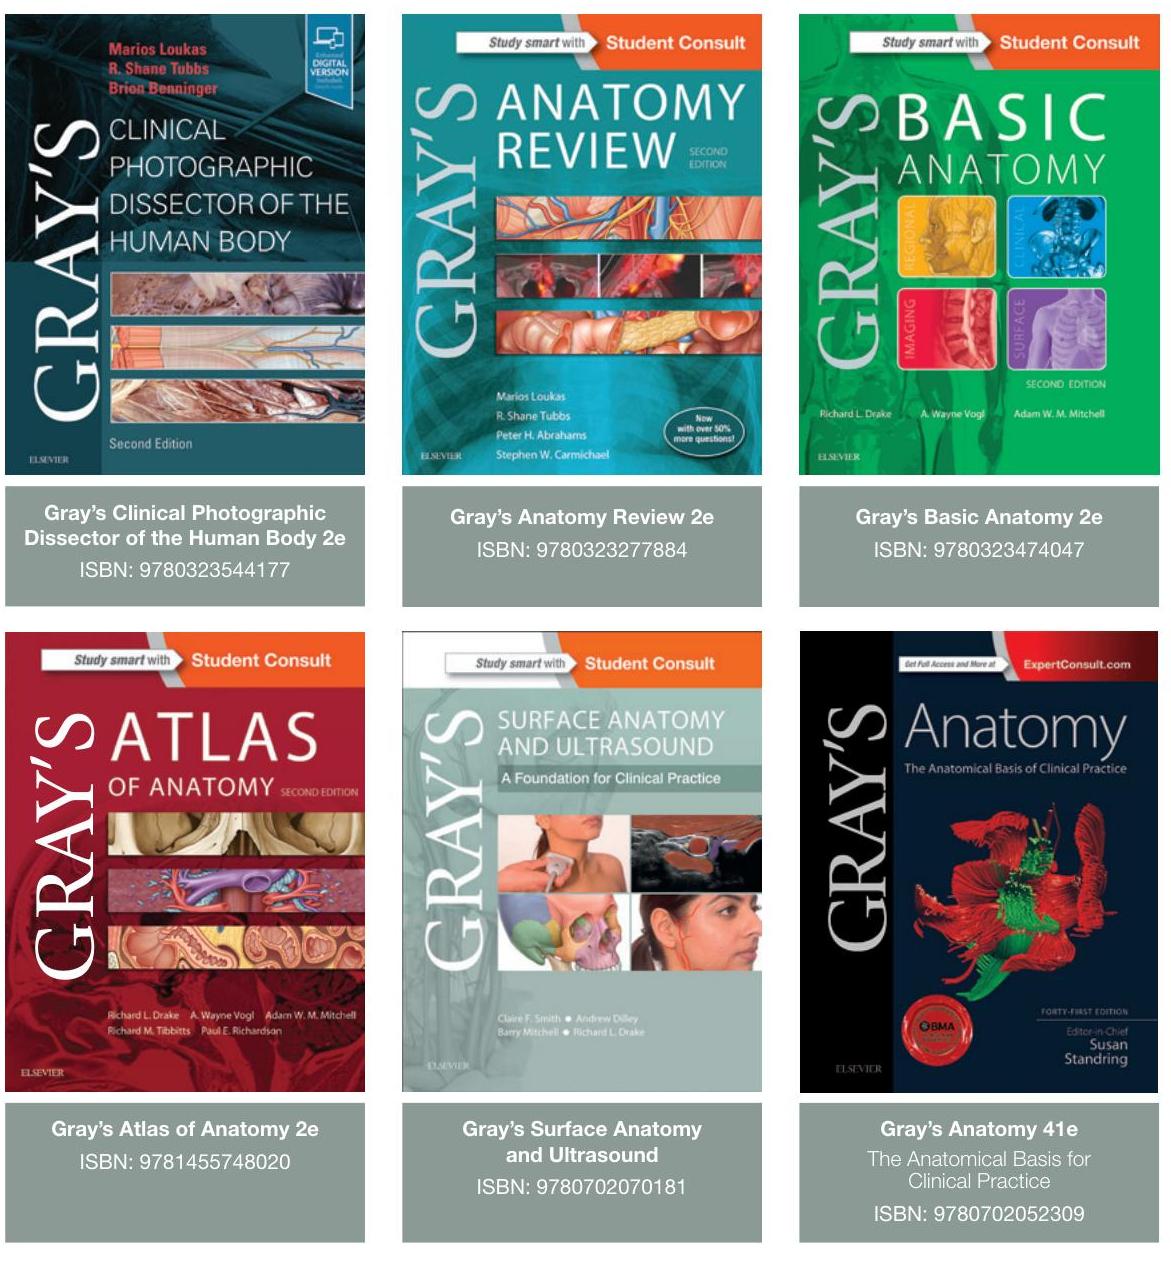 Marios Loukas
R. Shane Tubbs
Brion Benninger
Enhanced
DIGITAL
VERSION
Included
GRAY'S
CLINICAL
PHOTOGRAPHIC
DISSECTOR OF THE
HUMAN BODY
Second Edition
ELSEVIER
Gray's Clinical Photographic
Dissector of the Human Body 2e
ISBN: 9780323544177
Study smart with Student Consult
GRAY'S
ANATOMY
REVIEW
SECOND
EDITION
Marios Loukas
R. Shane Tubbs
Peter H. Abrahams
Stephen W. Carmichael
Now
with over 50%
more questions!
ELSEVIER
Gray's Anatomy Review 2e
ISBN: 9780323277884
Study smart with Student Consult
GRAY'S
BASIC
ANATOMY
REGIONAL
CLINICAL
IMAGING
SURFACE
SECOND EDITION
Richard L. Drake A. Wayne Vogl Adam W. M. Mitchell
ELSEVIER
Gray's Basic Anatomy 2e
ISBN: 9780323474047
Study smart with Student Consult
GRAY'S
ATLAS
OF ANATOMY SECOND EDITION
Richard L. Drake A. Wayne Vogl Adam W. M. Mitchell
Richard M. Tibbitts Paul E. Richardson
ELSEVIER
Gray's Atlas of Anatomy 2e
ISBN: 9781455748020
Study smart with Student Consult
GRAY'S
SURFACE ANATOMY
AND ULTRASOUND
A Foundation for Clinical Practice
Claire F. Smith ● Andrew Dilley
Barry Mitchell ● Richard L. Drake
ELSEVIER
Gray's Surface Anatomy
and Ultrasound
ISBN: 9780702070181
Get Full Access and More at ExpertConsult.com
GRAY'S
Anatomy
The Anatomical Basis of Clinical Practice
BMA
FORTY-FIRST EDITION
Editor-in-Chief
Susan
Standring
ELSEVIER
Gray's Anatomy 41e
The Anatomical Basis for
Clinical Practice
ISBN: 9780702052309